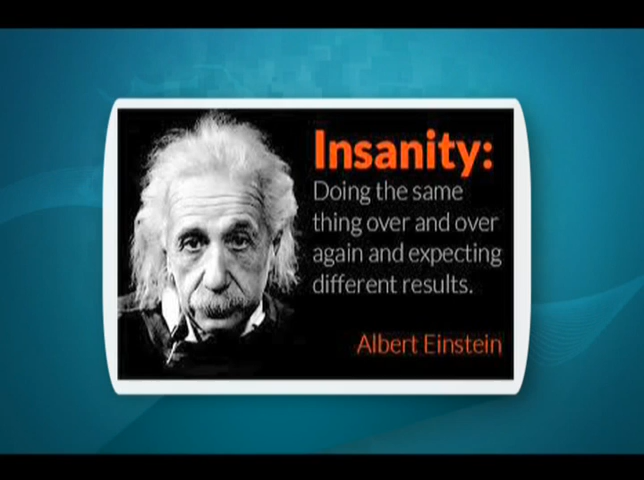 Insanity:
Doing the same
thing over and over
again and expecting
different results.
Albert Einstein